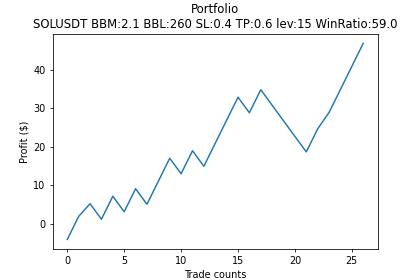 Portfolio
SOLUSDT BBM:2.1 BBL:260 SL:0.4 TP:0.6 lev:15 WinRatio:59.0
40
30
20
10
0
Profit ($)
0 5 10 15 20 25
Trade counts